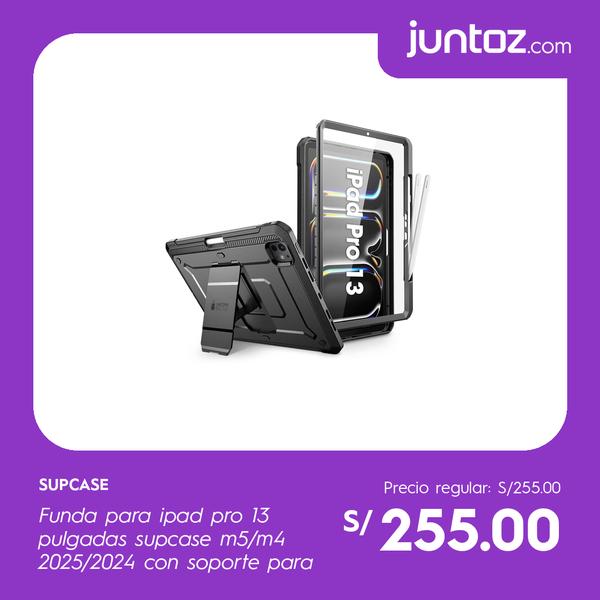 juntoz.com
iPad Pro 13
SUPCASE
Funda para ipad pro 13
pulgadas supcase m5/m4
2025/2024 con soporte para
Precio regular: S/255.00
S/ 255.00